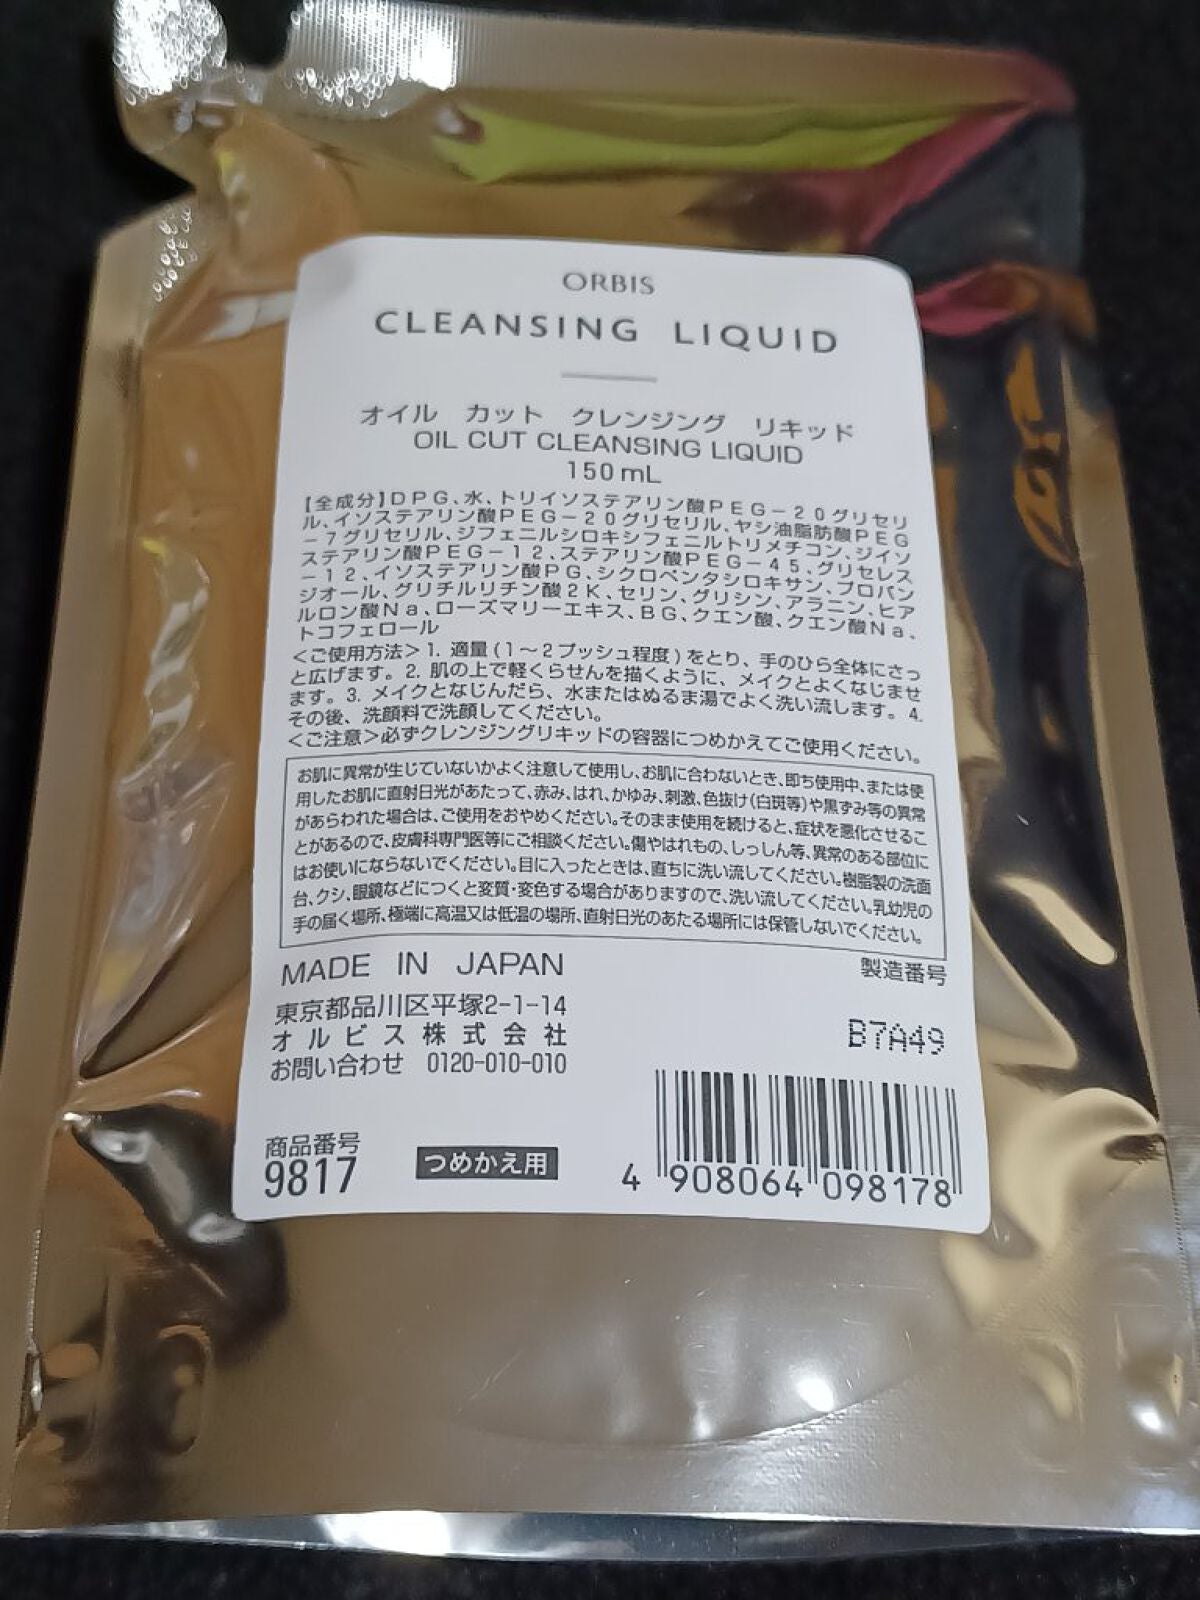 ORBIS
CLEANSING LIQUID
オイル カット クレンジング リキッド
OIL CUT CLEANSING LIQUID
150mL
【全成分】DPG、水、トリイソステアリン酸PEG－20グリセリ
ル、イソステアリン酸PEG－20グリセリル、ヤシ油脂肪酸PEG
－7グリセリル、ジフェニルシロキシフェニルトリメチコン、ジイソ
ステアリン酸PEG－12、ステアリン酸PEG－45、グリセレス
－12、イソステアリン酸PG、シクロペンタシロキサン、プロパン
ジオール、グリチルリチン酸2K、セリン、グリシン、アラニン、ヒア
ルロン酸Na、ローズマリーエキス、BG、クエン酸、クエン酸Na、
トコフェロール
＜ご使用方法＞1. 適量(1～2プッシュ程度)をとり、手のひら全体にさっ
と広げます。2. 肌の上で軽くらせんを描くように、メイクとよくなじませ
ます。3. メイクとなじんだら、水またはぬるま湯でよく洗い流します。4.
その後、洗顔料で洗顔してください。
＜ご注意＞必ずクレンジングリキッドの容器につめかえてご使用ください。
お肌に異常が生じていないかよく注意して使用し、お肌に合わないとき、即ち使用中、または使
用したお肌に直射日光があたって、赤み、はれ、かゆみ、刺激、色抜け(白斑等)や黒ずみ等の異常
があらわれた場合は、ご使用をおやめください。そのまま使用を続けると、症状を悪化させるこ
とがあるので、皮膚科専門医等にご相談ください。傷やはれもの、しっしん等、異常のある部位に
はお使いにならないでください。目に入ったときは、直ちに洗い流してください。樹脂製の洗面
台、クシ、眼鏡などにつくと変質・変色する場合がありますので、洗い流してください。乳幼児の
手の届く場所、極端に高温又は低温の場所、直射日光のあたる場所には保管しないでください。
MADE IN JAPAN
製造番号
東京都品川区平塚2-1-14
オルビス株式会社
B7A49
お問い合わせ 0120-010-010
商品番号
9817
つめかえ用
4 908064 098178